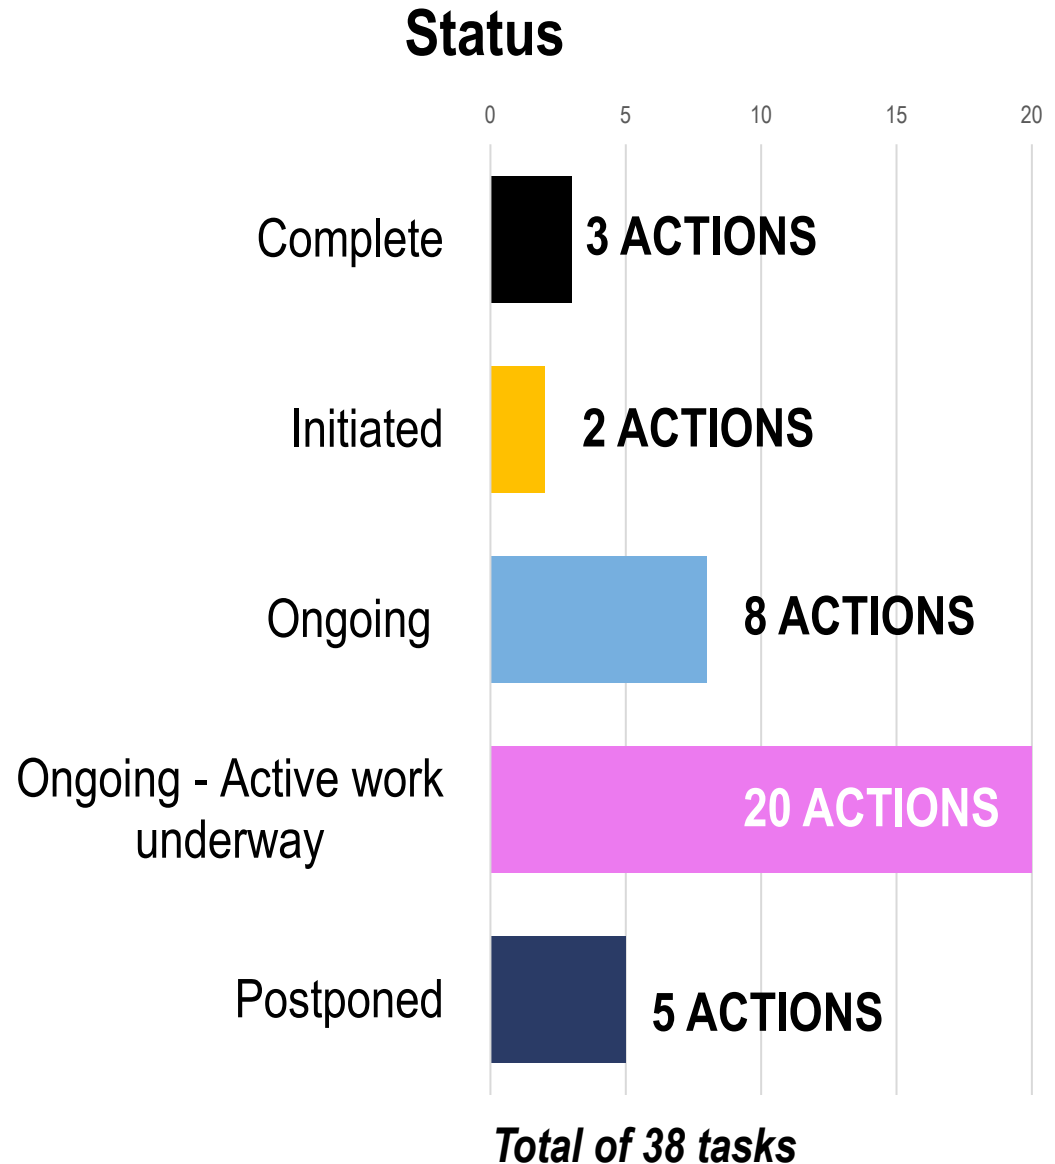 Status
0 5 10 15 20
Complete 3 ACTIONS
Initiated 2 ACTIONS
Ongoing 8 ACTIONS
Ongoing - Active work
underway
20 ACTIONS
Postponed 5 ACTIONS
Total of 38 tasks